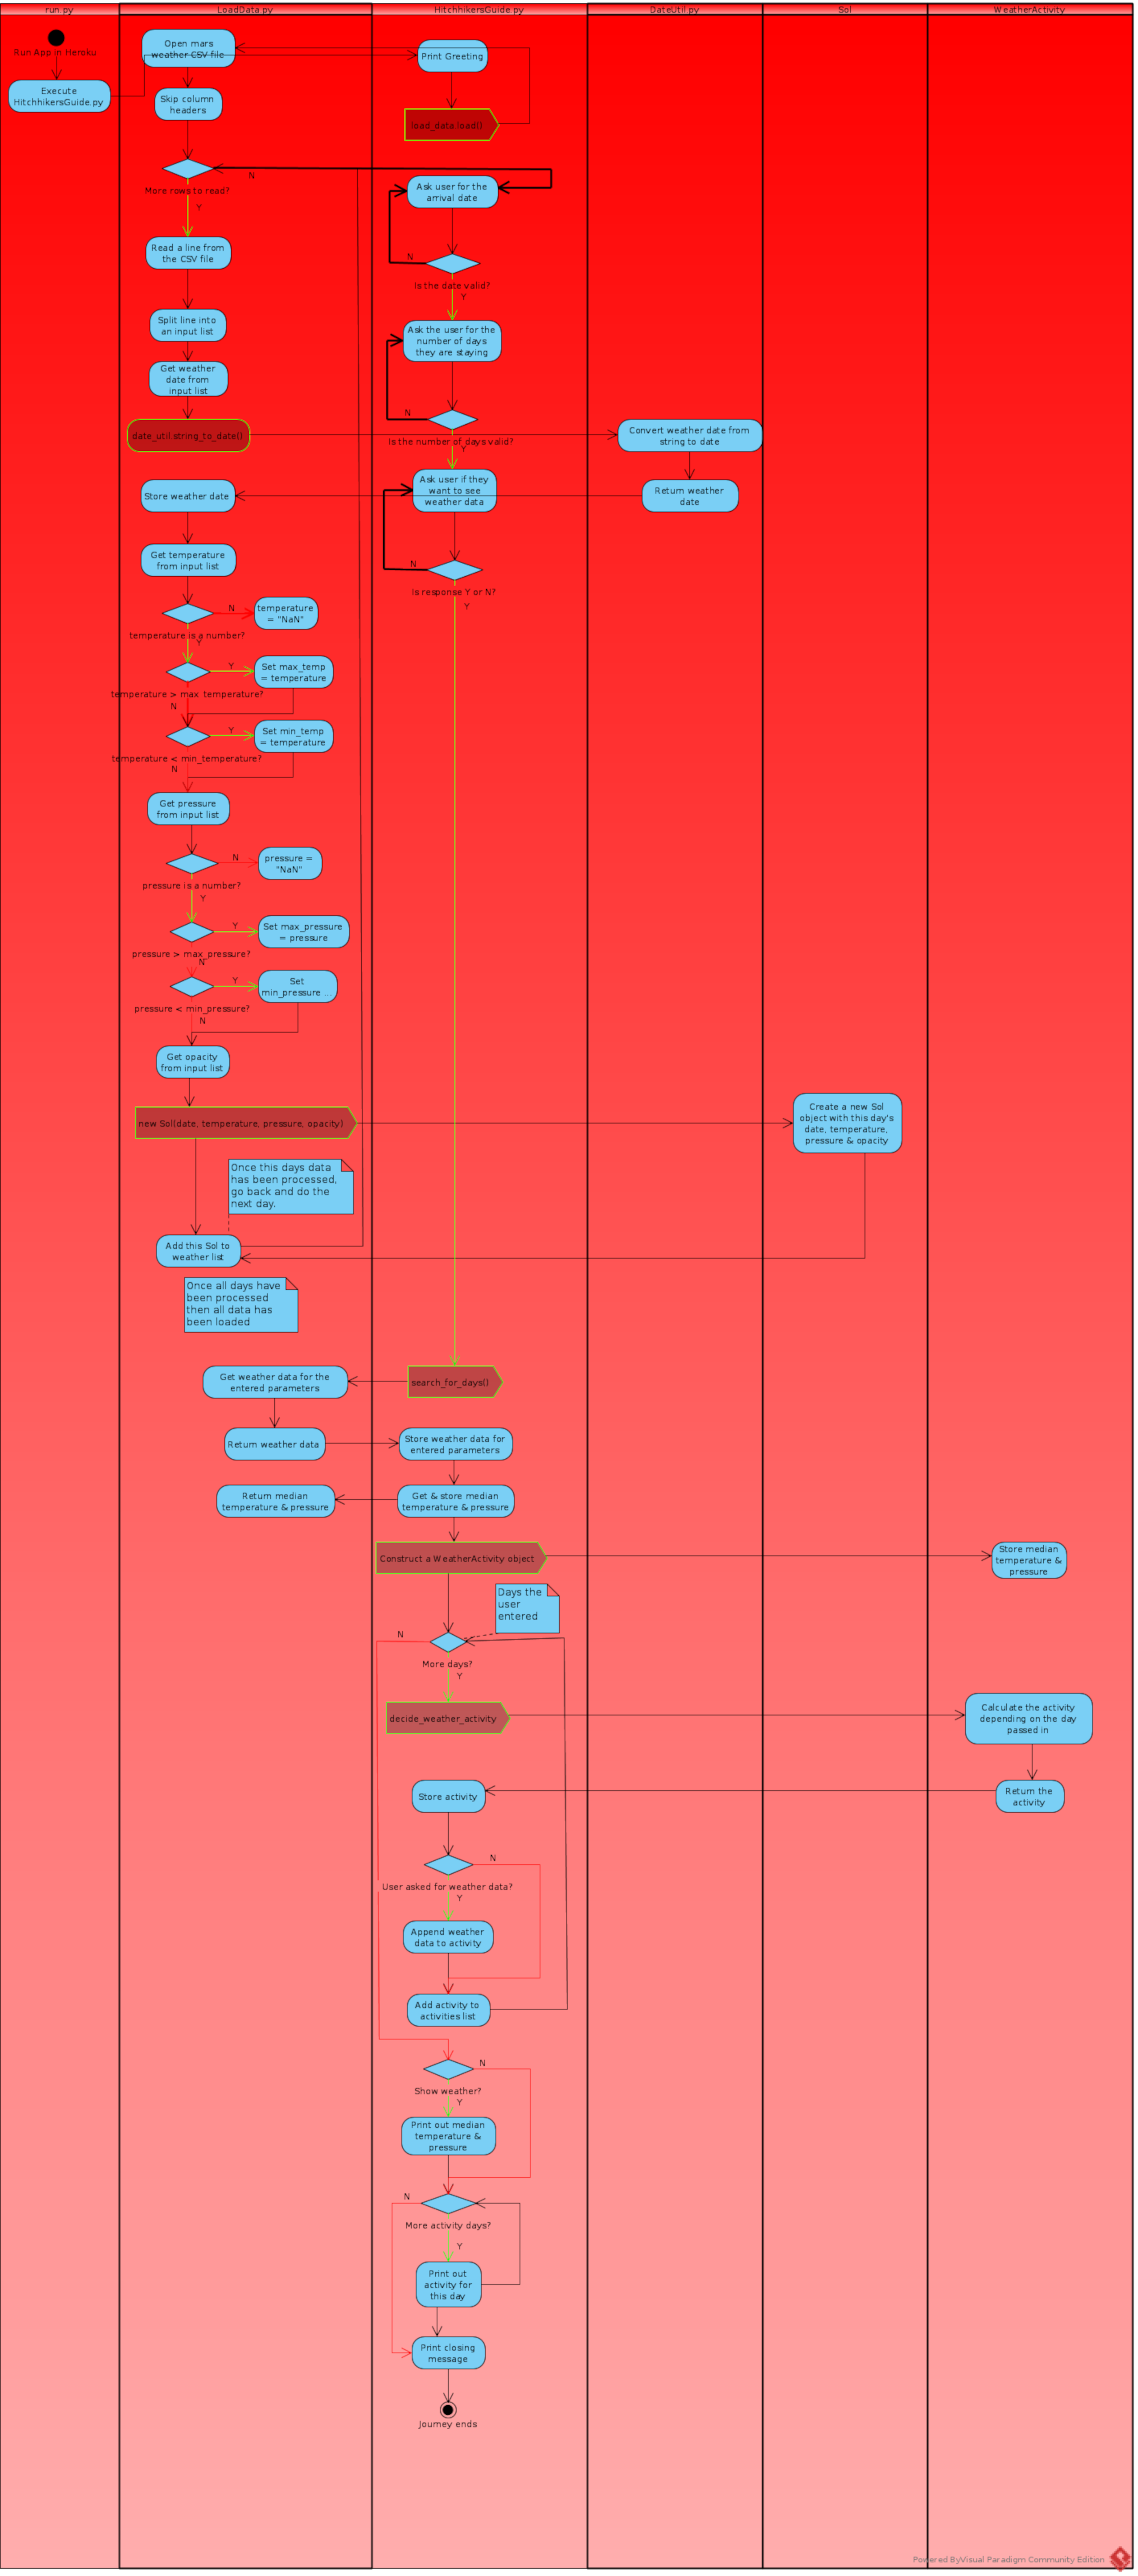 run.py
LoadData.py
HitchhikersGuide.py
DateUtil.py
Sol
WeatherActivity
Run App in Heroku
Execute
HitchhikersGuide.py
Open mars
weather CSV file
Print Greeting
Skip column
headers
load_data.load()
N
More rows to read?
Y
Ask user for the
arrival date
Read a line from
the CSV file
N
Is the date valid?
Y
Split line into
an input list
Ask the user for the
number of days
they are staying
Get weather
date from
input list
N
Is the number of days valid?
Y
date_util.string_to_date()
Convert weather date from
string to date
Store weather date
Ask user if they
want to see
weather data
Return weather
date
Get temperature
from input list
N
Is response Y or N?
Y
N
temperature
= "NaN"
temperature is a number?
Y
Y
Set max_temp
= temperature
temperature > max_temperature?
N
Y
Set min_temp
= temperature
temperature < min_temperature?
N
Get pressure
from input list
N
pressure =
"NaN"
pressure is a number?
Y
Y
Set max_pressure
= pressure
pressure > max_pressure?
N
Y
Set
min_pressure ...
pressure < min_pressure?
N
Get opacity
from input list
new Sol(date, temperature, pressure, opacity)
Create a new Sol
object with this day's
date, temperature,
pressure & opacity
Once this days data
has been processed,
go back and do the
next day.
Add this Sol to
weather list
Once all days have
been processed
then all data has
been loaded
Get weather data for the
entered parameters
search_for_days()
Return weather data
Store weather data for
entered parameters
Return median
temperature & pressure
Get & store median
temperature & pressure
Construct a WeatherActivity object
Store median
temperature &
pressure
Days the
user
entered
N
More days?
Y
decide_weather_activity
Calculate the activity
depending on the day
passed in
Store activity
Return the
activity
N
User asked for weather data?
Y
Append weather
data to activity
Add activity to
activities list
N
Show weather?
Y
Print out median
temperature &
pressure
N
More activity days?
Y
Print out
activity for
this day
Print closing
message
Journey ends
Powered ByVisual Paradigm Community Edition